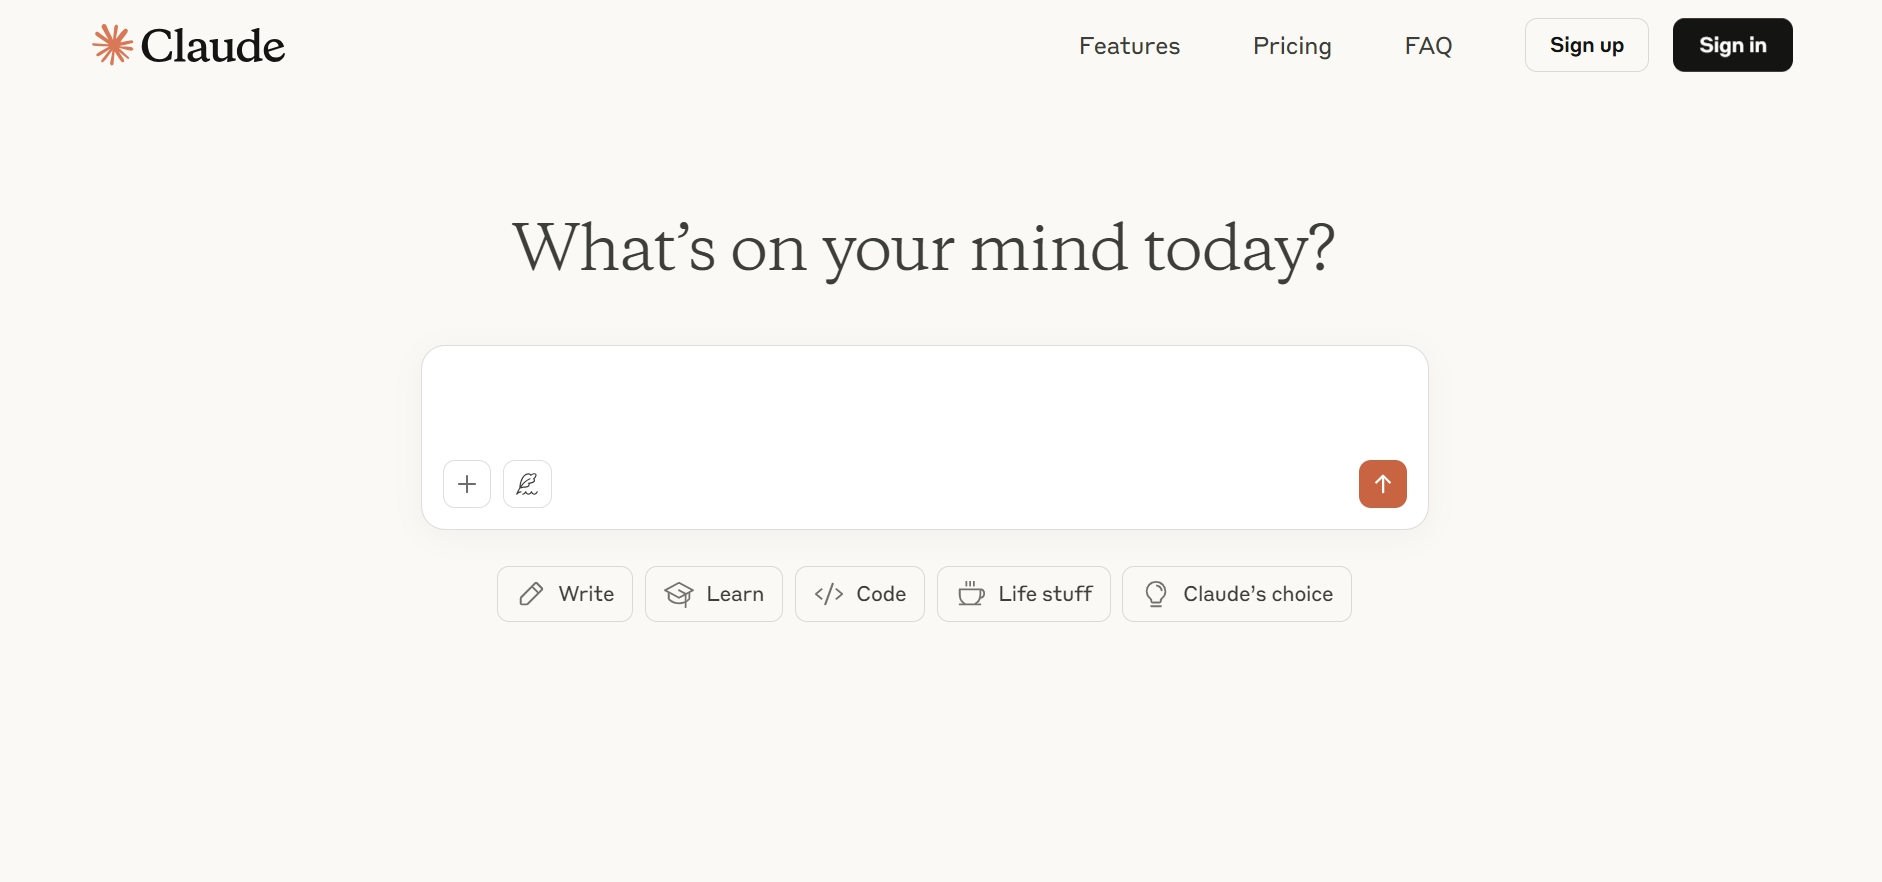 Claude
Features
Pricing
FAQ
Sign up
Sign in
What’s on your mind today?
Write
Learn
Code
Life stuff
Claude’s choice